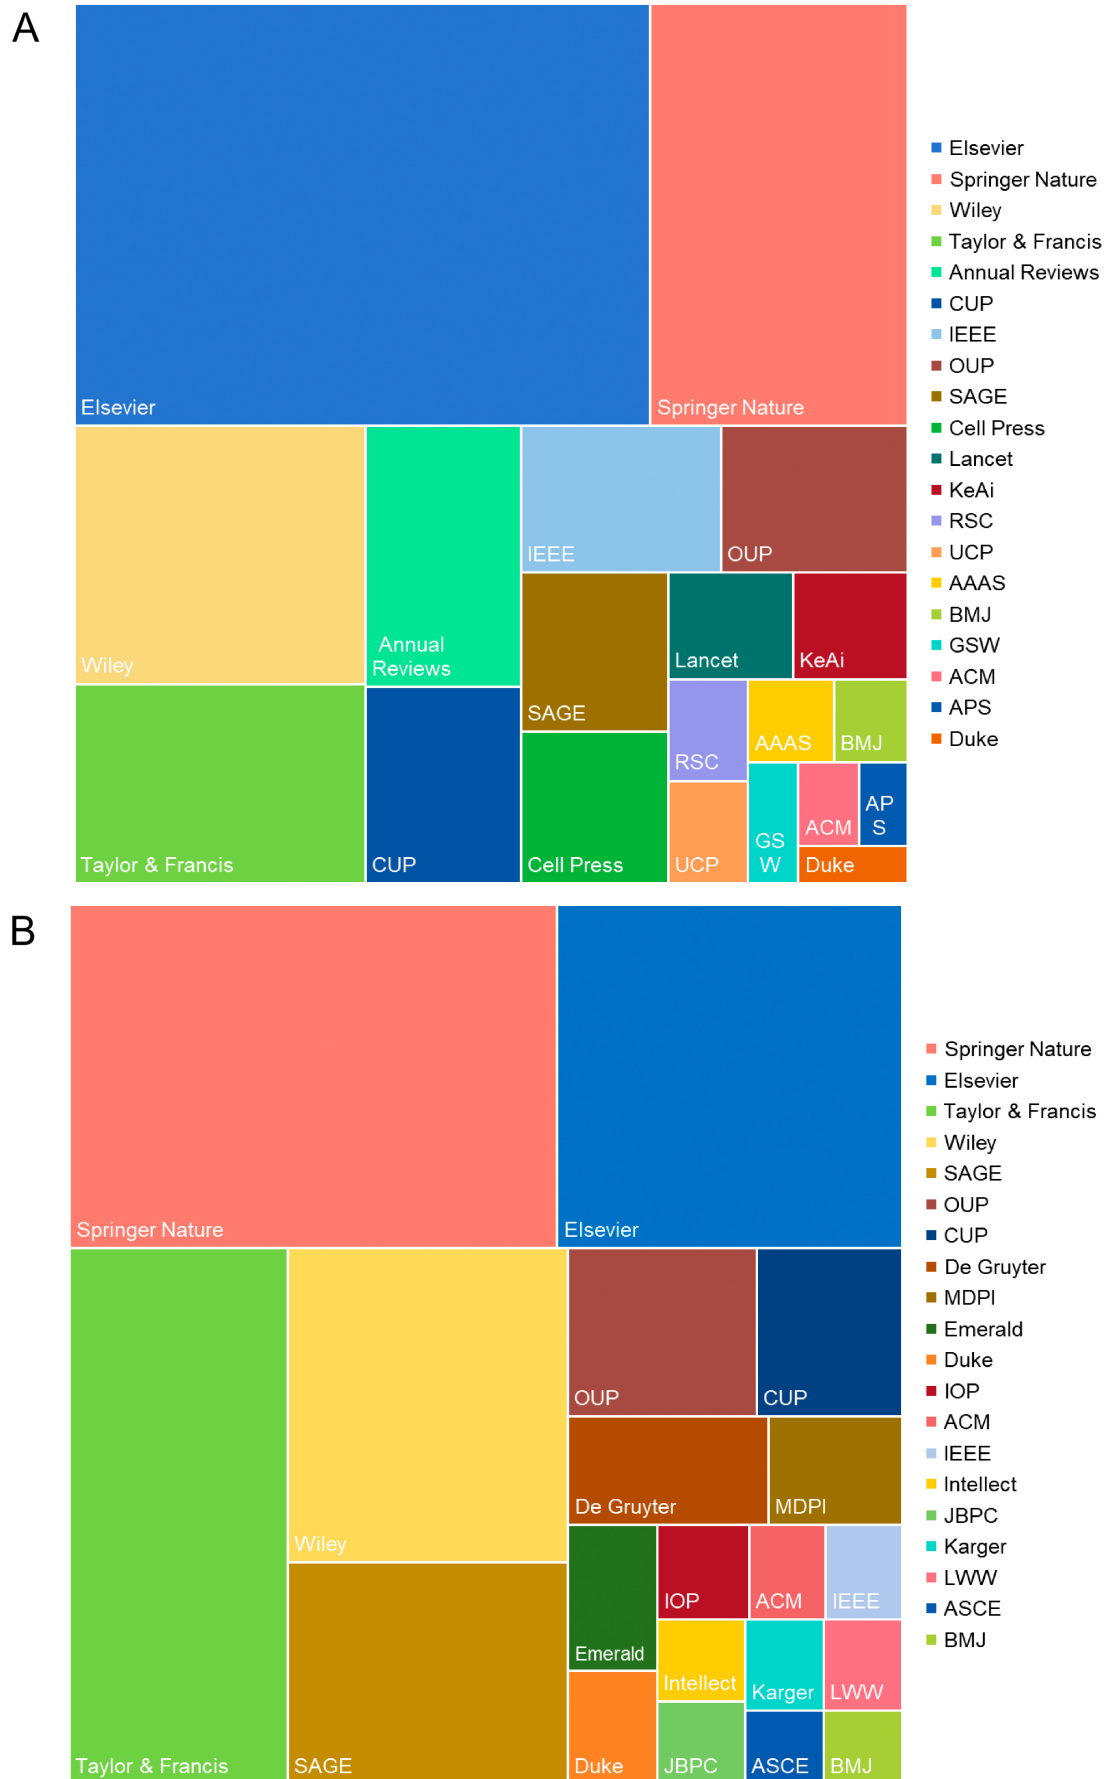 A
Elsevier
Springer Nature
Wiley
Annual
Reviews
Taylor & Francis
CUP
IEEE
OUP
SAGE
Cell Press
Lancet
KeAi
RSC
UCP
AAAS
BMJ
GS
W
ACM
AP
S
Duke
Elsevier
Springer Nature
Wiley
Taylor & Francis
Annual Reviews
CUP
IEEE
OUP
SAGE
Cell Press
Lancet
KeAi
RSC
UCP
AAAS
BMJ
GSW
ACM
APS
Duke
B
Springer Nature
Elsevier
Taylor & Francis
Wiley
SAGE
OUP
CUP
De Gruyter
MDPI
Emerald
Duke
IOP
ACM
IEEE
Intellect
JBPC
Karger
LWW
ASCE
BMJ
Springer Nature
Elsevier
Taylor & Francis
Wiley
SAGE
OUP
CUP
De Gruyter
MDPI
Emerald
Duke
IOP
ACM
IEEE
Intellect
JBPC
Karger
LWW
ASCE
BMJ